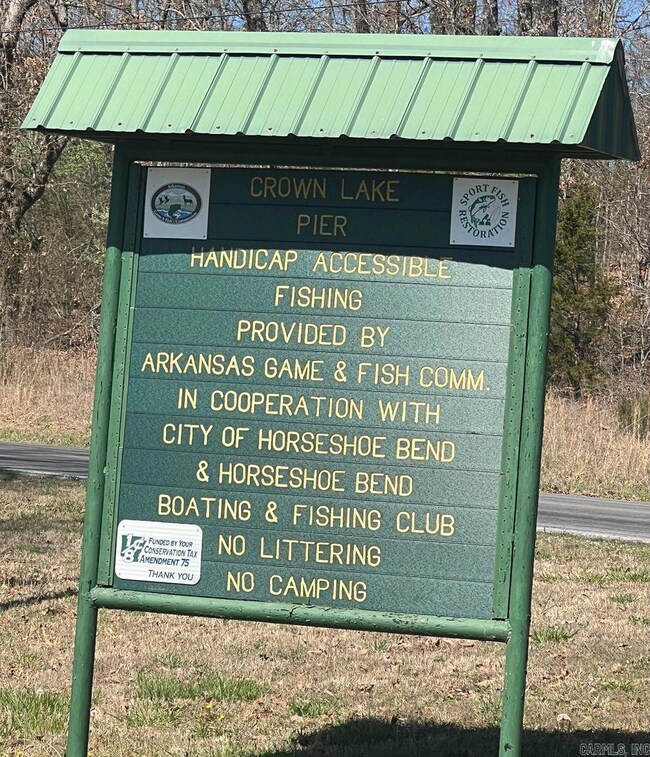 CROWN LAKE
PIER
SPORT FISH
RESTORATION
HANDICAP ACCESSIBLE
FISHING
PROVIDED BY
ARKANSAS GAME & FISH COMM.
IN COOPERATION WITH
CITY OF HORSESHOE BEND
& HORSESHOE BEND
BOATING & FISHING CLUB
NO LITTERING
NO CAMPING
FUNDED BY YOUR
CONSERVATION TAX
AMENDMENT 75
THANK YOU
CARMLS, INC